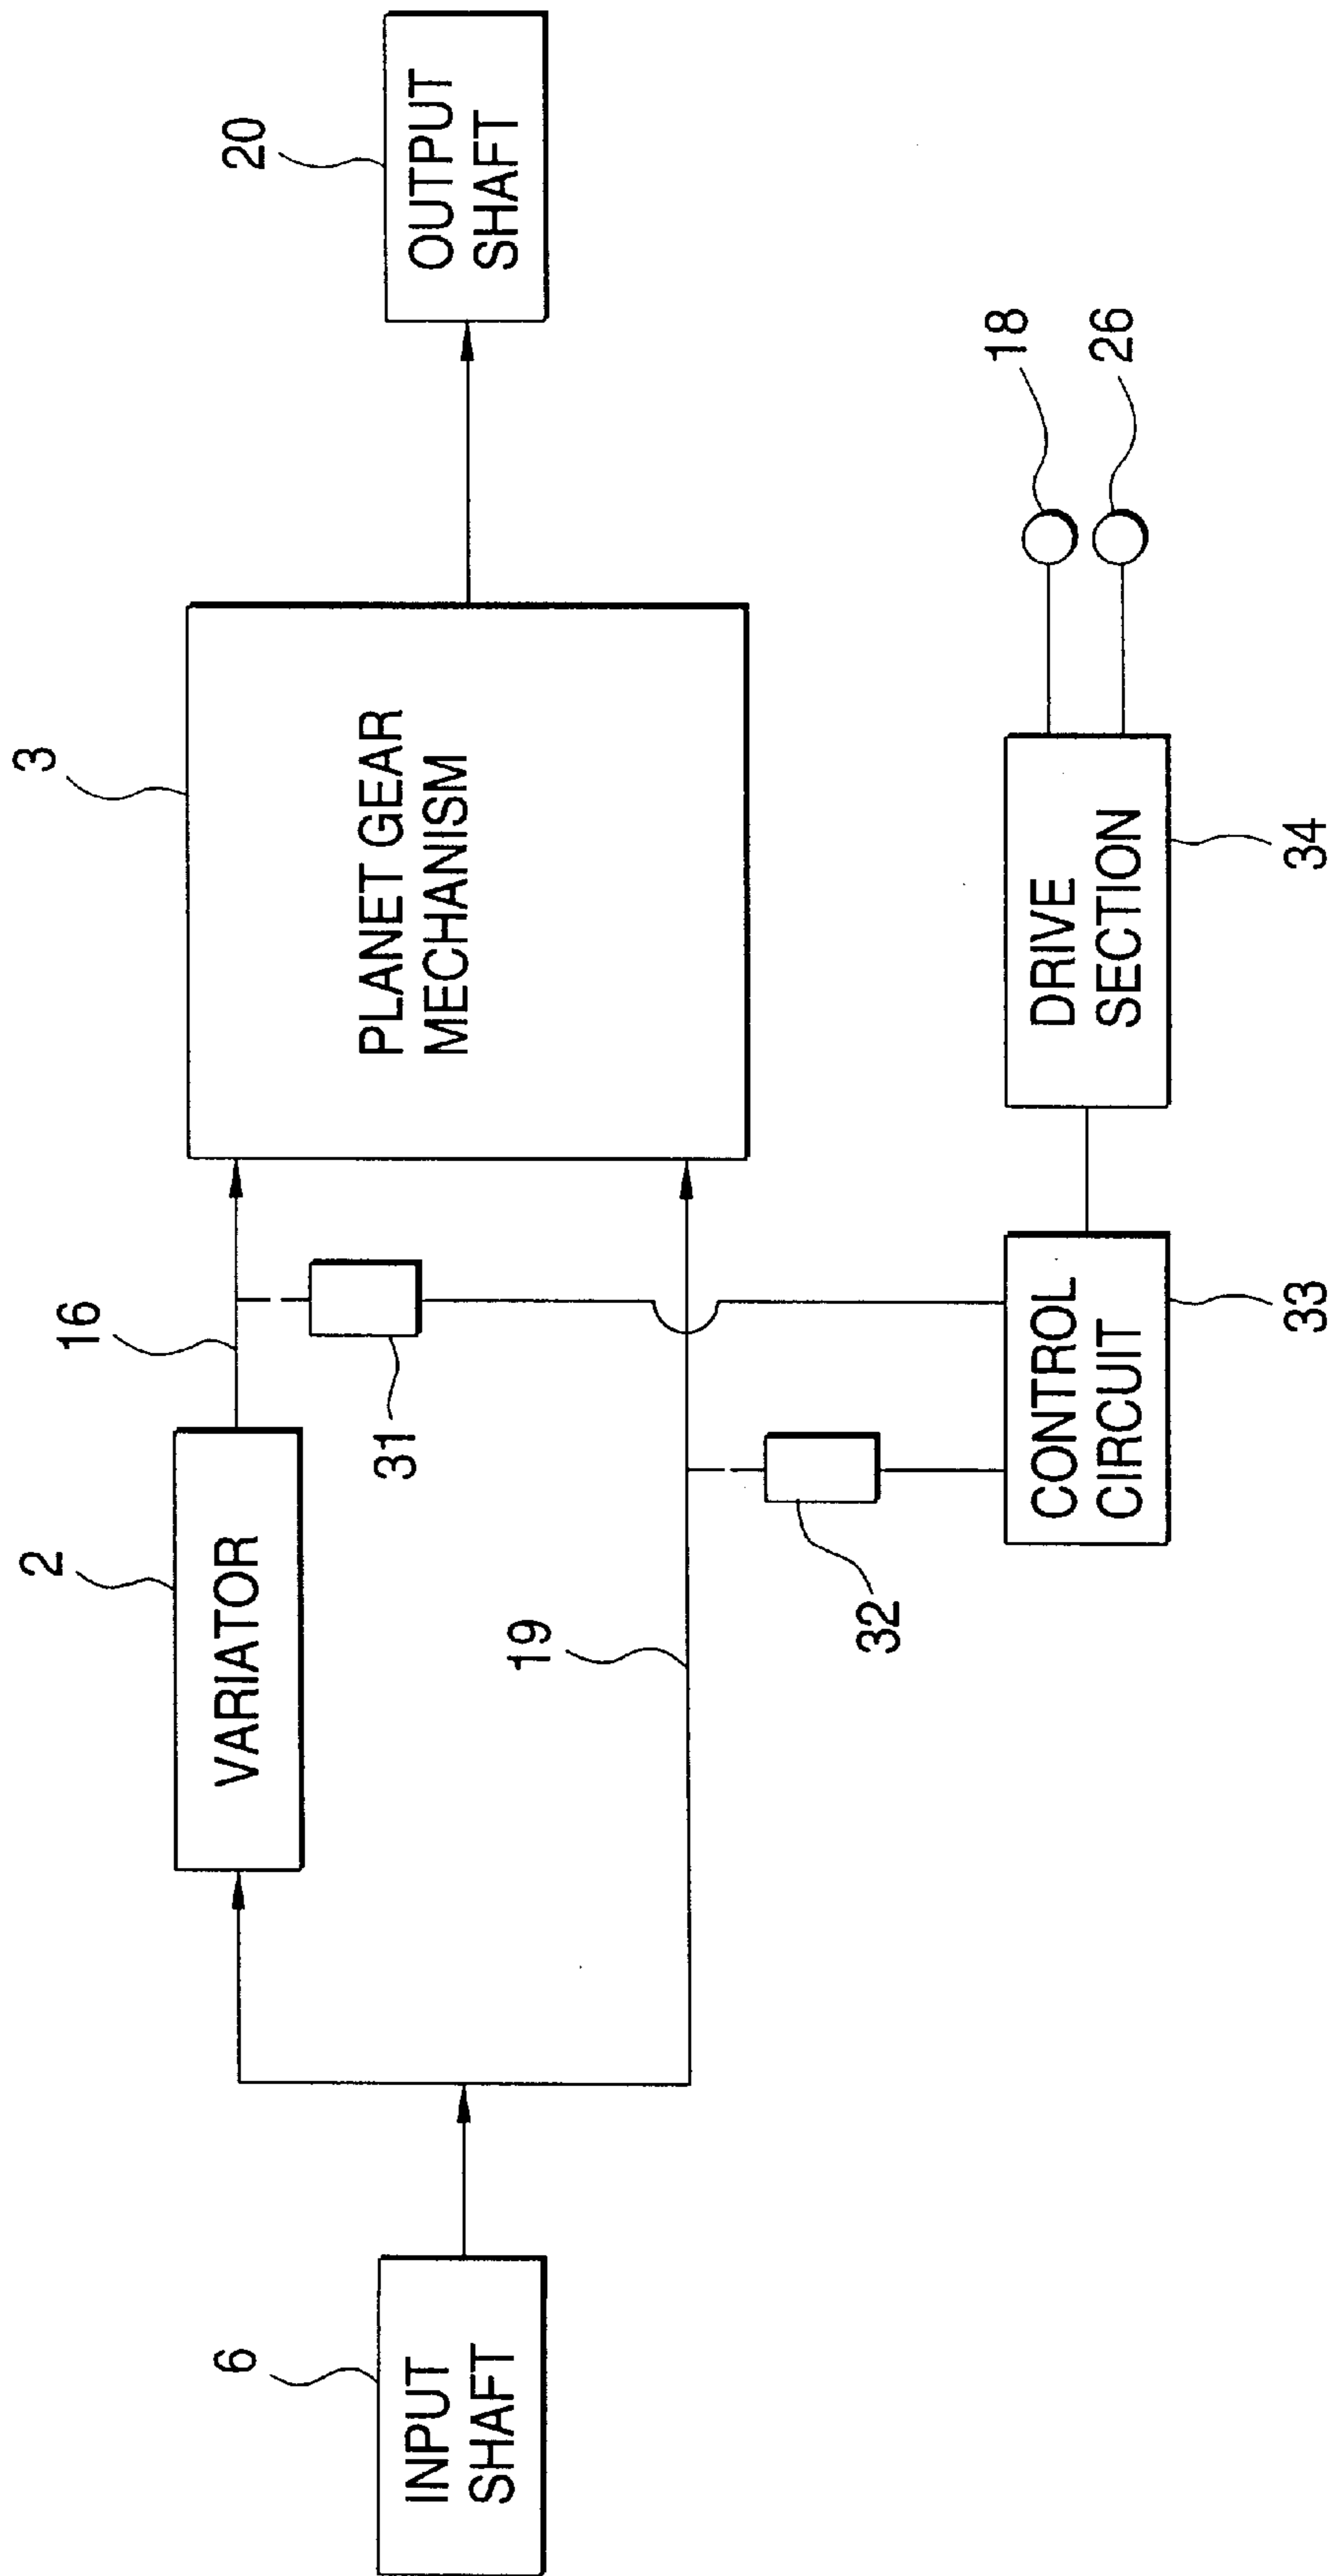 20
OUTPUT
SHAFT
3
PLANET GEAR
MECHANISM
18
26
16
31
2
VARIATOR
DRIVE
SECTION
34
19
32
CONTROL
CIRCUIT
33
6
INPUT
SHAFT